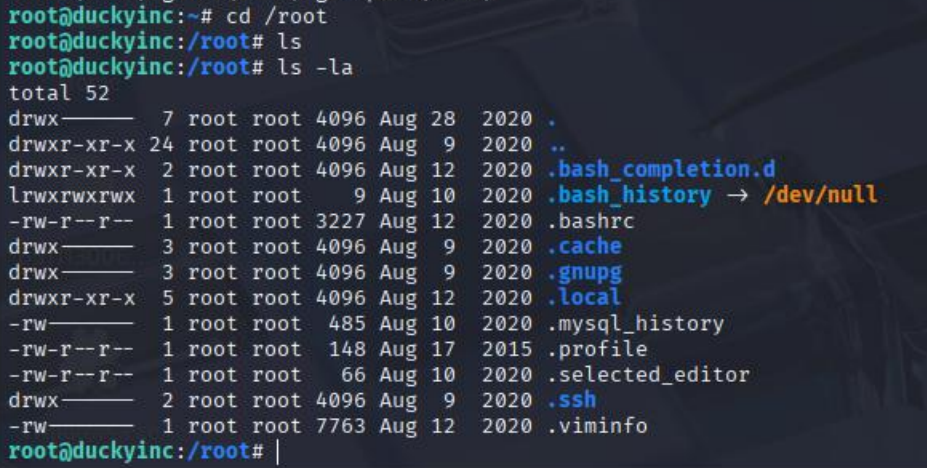 root@duckyinc:~# cd /root
root@duckyinc:/root# ls
root@duckyinc:/root# ls -la
total 52
drwx------  7 root root 4096 Aug 28  2020 .
drwxr-xr-x 24 root root 4096 Aug  9  2020 ..
drwxr-xr-x  2 root root 4096 Aug 12  2020 .bash_completion.d
lrwxrwxrwx  1 root root    9 Aug 10  2020 .bash_history -> /dev/null
-rw-r--r--  1 root root 3227 Aug 12  2020 .bashrc
drwx------  3 root root 4096 Aug  9  2020 .cache
drwx------  3 root root 4096 Aug  9  2020 .gnupg
drwxr-xr-x  5 root root 4096 Aug 12  2020 .local
-rw-------  1 root root  485 Aug 10  2020 .mysql_history
-rw-r--r--  1 root root  148 Aug 17  2015 .profile
-rw-r--r--  1 root root   66 Aug 10  2020 .selected_editor
drwx------  2 root root 4096 Aug  9  2020 .ssh
-rw-------  1 root root 7763 Aug 12  2020 .viminfo
root@duckyinc:/root#